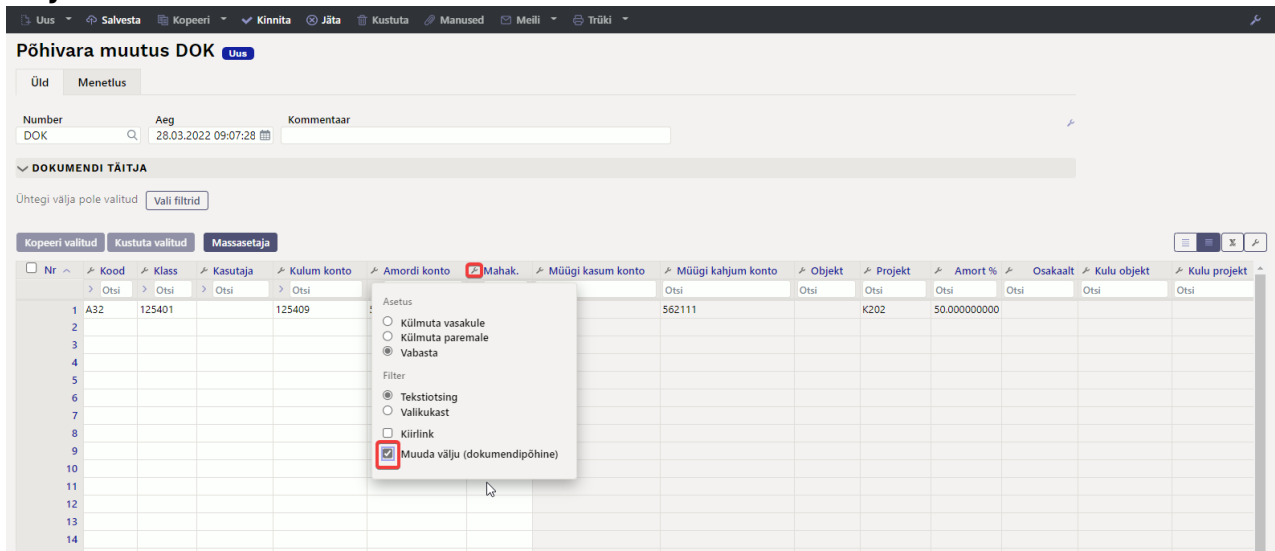 Uus Salvesta Kopeeri Kinnita Jäta Kustuta Manused Meili Trüki
Põhivara muutus DOK Uus
Üld Menetlus
Number Aeg Kommentaar
DOK 28.03.2022 09:07:28
DOKUMENDI TÄITJA
Ühtegi välja pole valitud Vali filtrid
Kopeeri valitud Kustuta valitud Massasetaja
Nr Kood Klass Kasutaja Kulum konto Amordi konto Mahak. Müügi kasum konto Müügi kahjum konto Objekt Projekt Amort % Osakaalt Kulu objekt Kulu projekt
> Otsi > Otsi > Otsi > Otsi Otsi Otsi Otsi Otsi Otsi Otsi Otsi
1 A32 125401 125409 562111 K202 50.000000000
2
3
4
5
6
7
8
9
10
11
12
13
14
Asetus
Külmuta vasakule
Külmuta paremale
Vabasta
Filter
Tekstiotsing
Valikukast
Kiirlink
Muuda välju (dokumendipõhine)